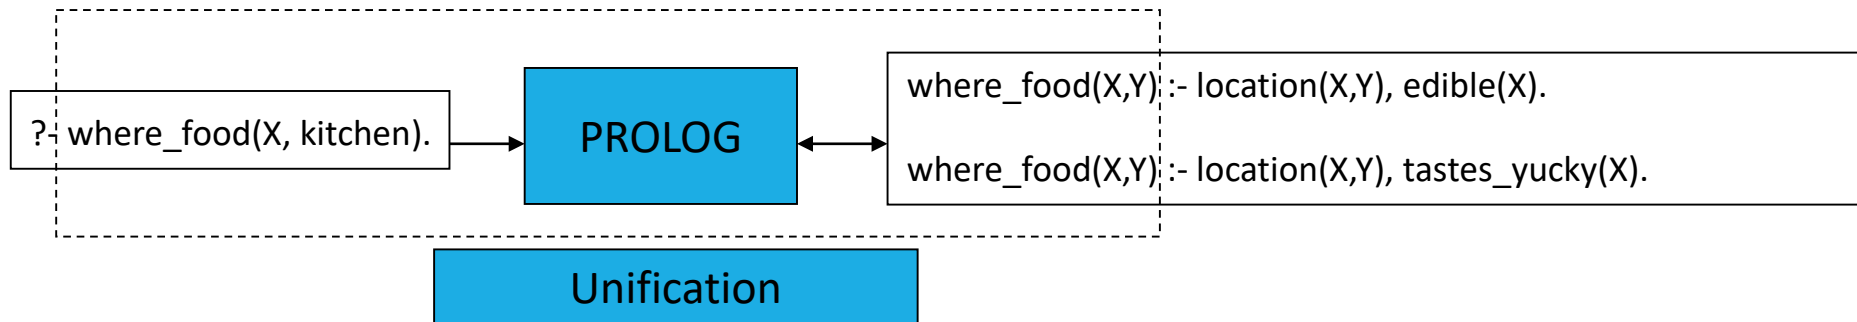 ?- where_food(X, kitchen).
PROLOG
where_food(X,Y) :- location(X,Y), edible(X).
where_food(X,Y) :- location(X,Y), tastes_yucky(X).
Unification